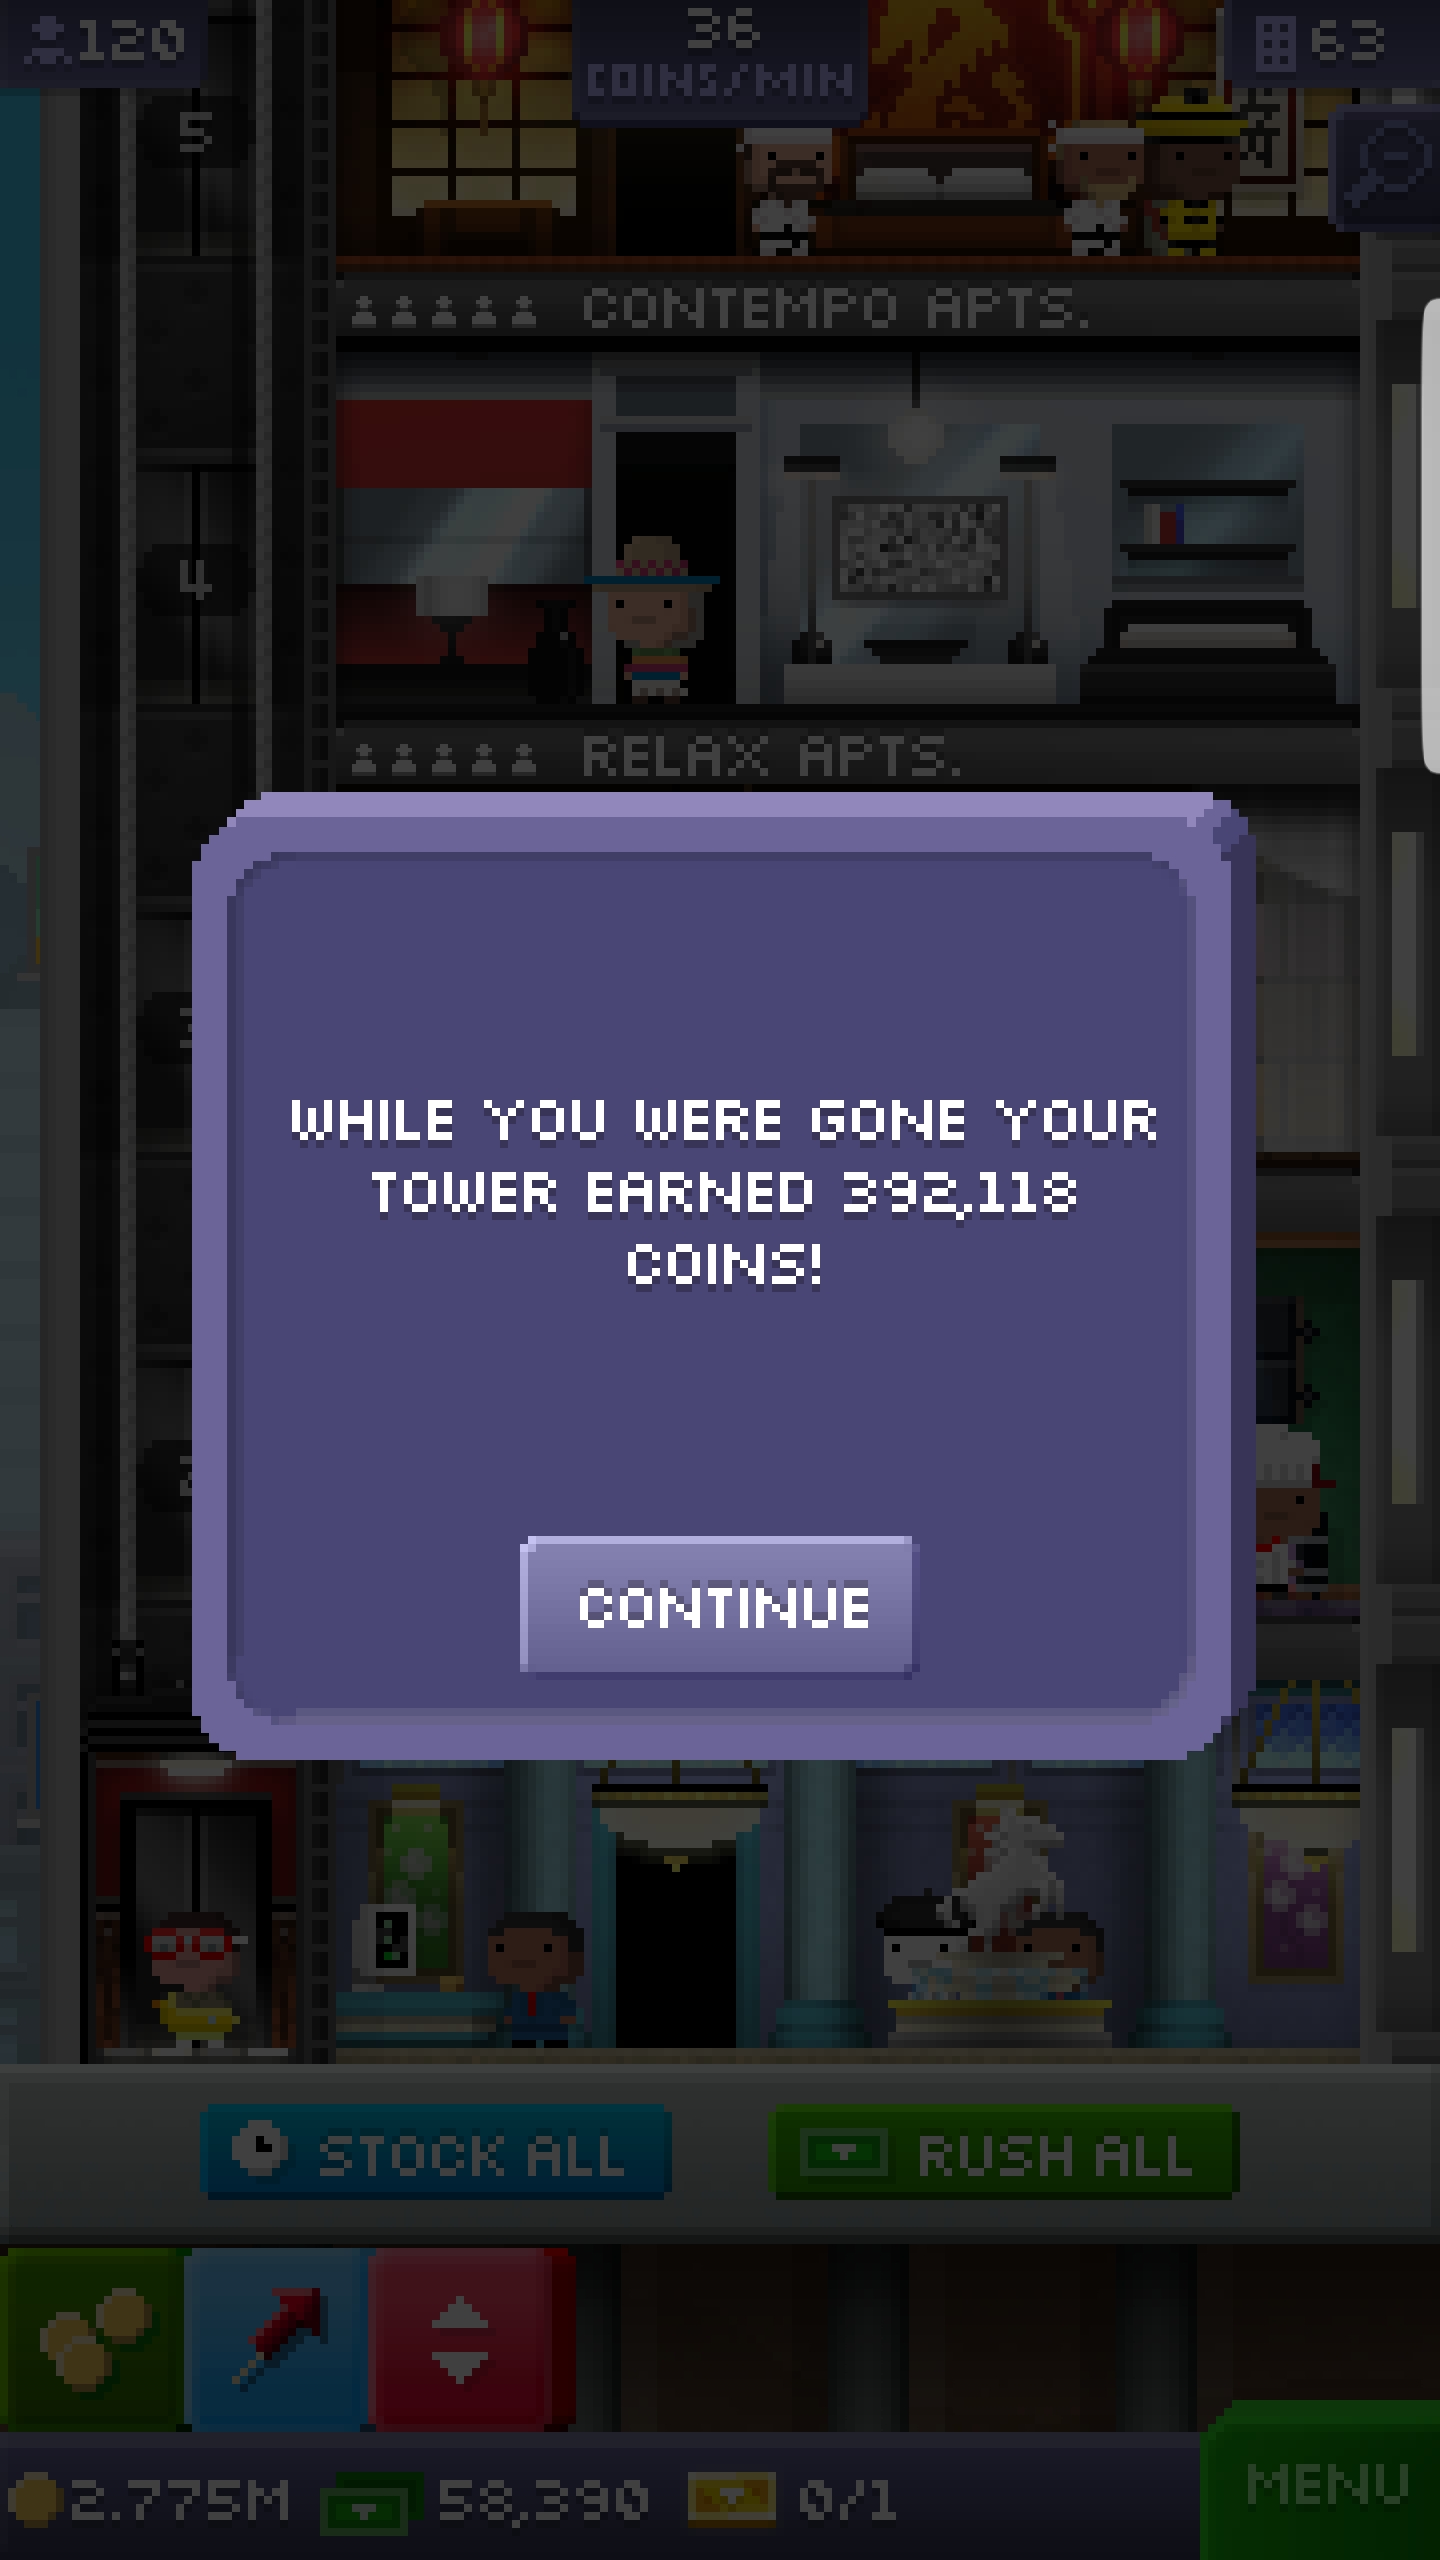 120
36
COINS/MIN
63
5
CONTEMPO APTS.
4
RELAX APTS.
WHILE YOU WERE GONE YOUR
TOWER EARNED 392,118
COINS!
CONTINUE
STOCK ALL
RUSH ALL
2.775M
58,390
0/1
MENU